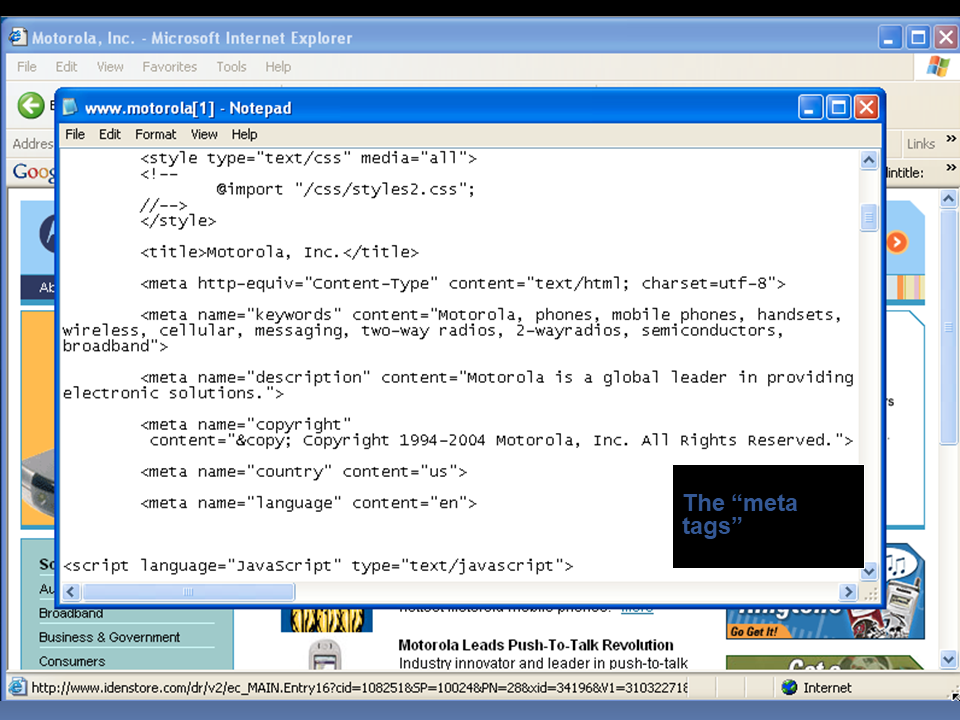 Motorola, Inc. - Microsoft Internet Explorer
File Edit View Favorites Tools Help
www.motorola[1] - Notepad
Addres
Links »
File Edit Format View Help
Goog
intitle: »
<style type="text/css" media="all">
<!--
@import "/css/styles2.css";
//-->
</style>
<title>Motorola, Inc.</title>
Ab
<meta http-equiv="Content-Type" content="text/html; charset=utf-8">
<meta name="keywords" content="Motorola, phones, mobile phones, handsets,
wireless, cellular, messaging, two-way radios, 2-wayradios, semiconductors,
broadband">
<meta name="description" content="Motorola is a global leader in providing
electronic solutions.">
<meta name="copyright"
content="&copy; Copyright 1994-2004 Motorola, Inc. All Rights Reserved.">
<meta name="country" content="us">
<meta name="language" content="en">
The “meta
tags”
<script language="JavaScript" type="text/javascript">
So
Au
Broadband
Business & Government
Consumers
hottest Motorola mobile phones. more
Motorola Leads Push-To-Talk Revolution
Industry innovator and leader in push-to-talk
Ringtone
Go Get It!
Got a
http://www.idenstore.com/dr/v2/ec_MAIN.Entry16?cid=108251&SP=10024&PN=28&xid=34196&V1=31032271&
Internet